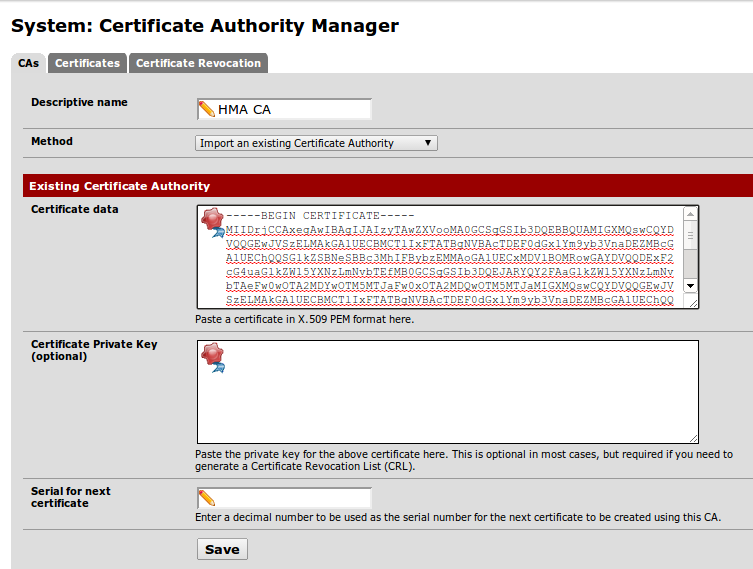 System: Certificate Authority Manager
CAs Certificates Certificate Revocation
Descriptive name
HMA CA
Method
Import an existing Certificate Authority
Existing Certificate Authority
Certificate data
-----BEGIN CERTIFICATE-----
MIIDrjCCAxegAwIBAgIJAIzyTAwZXVooMA0GCSqGSIb3DQEBBQUAMIGXMQswCQYD
VQQGEwJVSzELMAkGA1UECBMCTlIxFTATBgNVBAcTDEF0dGx1Ym9yb3VnaDEZMBcG
A1UEChQQSG1kZSBNeSBBc3MhIFByb3EMMAoGA1UECxMDVlBOMRowGAYDVQQDExF2
cG4uaG1kZW15YXNzLmNvbTEfMB0GCSqGSIb3DQEJARYQY2FAaG1kZW15YXNzLmNv
bTAeFw0wOTA2MDYwOTM5MTJaFw0xOTA2MDQwOTM5MTJaMIGXMQswCQYDVQQGEwJV
SzELMAkGA1UECBMCTlIxFTATBgNVBAcTDEF0dGx1Ym9yb3VnaDEZMBcGA1UEChQQ
Paste a certificate in X.509 PEM format here.
Certificate Private Key
(optional)
Paste the private key for the above certificate here. This is optional in most cases, but required if you need to
generate a Certificate Revocation List (CRL).
Serial for next
certificate
Enter a decimal number to be used as the serial number for the next certificate to be created using this CA.
Save